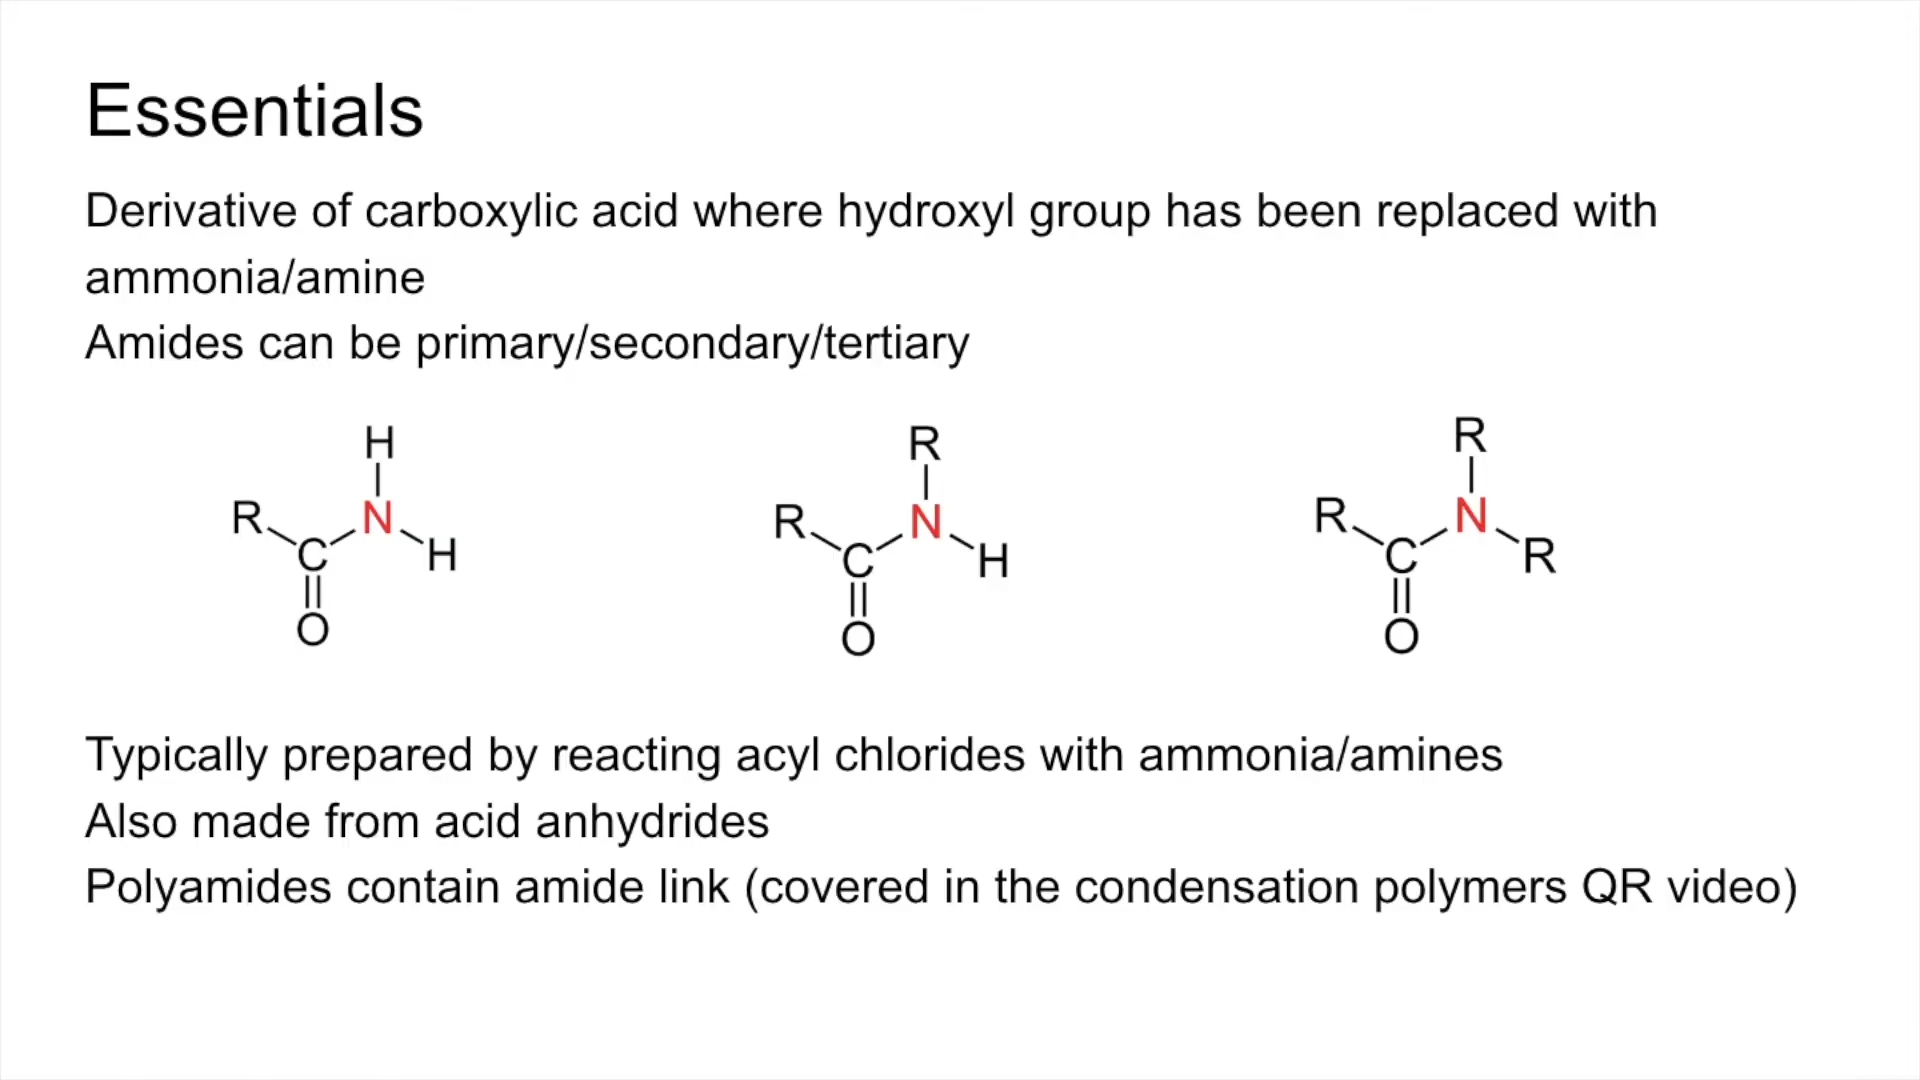 Essentials
Derivative of carboxylic acid where hydroxyl group has been replaced with
ammonia/amine
Amides can be primary/secondary/tertiary
H
R N
C H
O
R
R N
C H
O
R
R N
C R
O
Typically prepared by reacting acyl chlorides with ammonia/amines
Also made from acid anhydrides
Polyamides contain amide link (covered in the condensation polymers QR video)